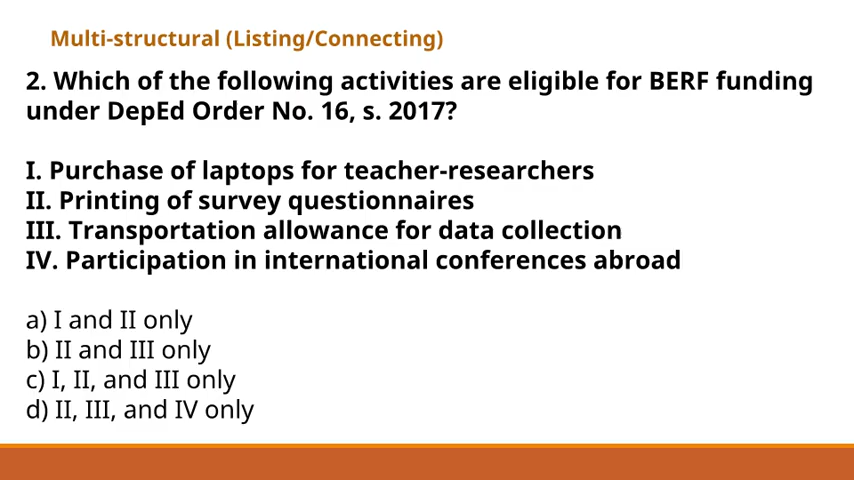 Multi-structural (Listing/Connecting)
2. Which of the following activities are eligible for BERF funding
under DepEd Order No. 16, s. 2017?
I. Purchase of laptops for teacher-researchers
II. Printing of survey questionnaires
III. Transportation allowance for data collection
IV. Participation in international conferences abroad
a) I and II only
b) II and III only
c) I, II, and III only
d) II, III, and IV only